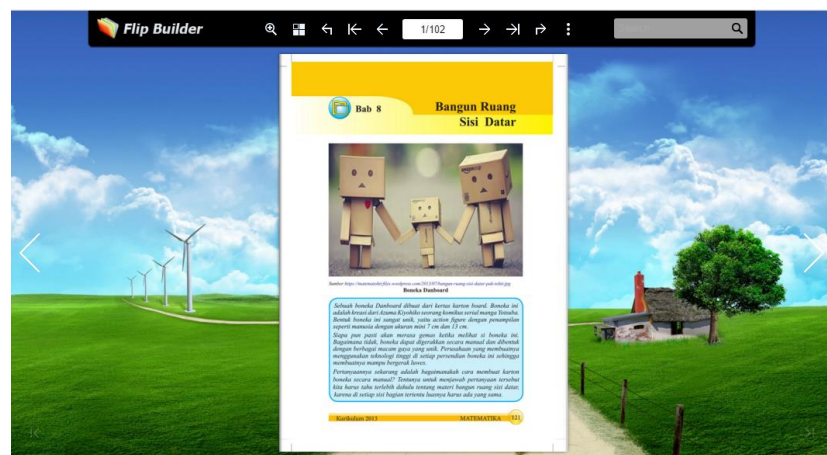 Flip Builder
1/102
Bab 8
Bangun Ruang
Sisi Datar
Boneka Danboard
Sebuah boneka Danboard dibuat dari kertas karton board. Boneka ini
adalah kreasi dari Azuma Kiyohiko seorang komikus serial manga Yotsuba.
Bentuk boneka ini sangat unik, yaitu action figure dengan penampilan
seperti manusia dengan ukuran mini 7 cm dan 13 cm.
Siapa pun pasti akan merasa gemas ketika melihat si boneka ini.
Bagaimana tidak, boneka dapat digerakkan secara manual dan dibentuk
dengan berbagai macam gaya yang unik. Perusahaan yang membuatnya
menggunakan teknologi tinggi di setiap persendian boneka ini sehingga
membuatnya mampu bergerak luwes.
Pertanyaannya sekarang adalah bagaimanakah cara membuat karton
boneka secara manual? Tentunya untuk menjawab pertanyaan tersebut
kita harus tahu terlebih dahulu tentang materi bangun ruang sisi datar,
karena di setiap sisi bagian tertentu luasnya harus ada yang sama.
Kurikulum 2013
MATEMATIKA